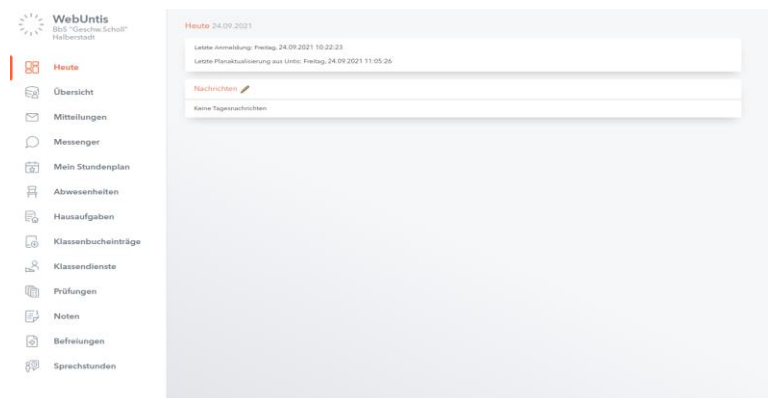 WebUntis
BbS "Geschw.Scholl"
Halberstadt
Heute
Übersicht
Mitteilungen
Messenger
Mein Stundenplan
Abwesenheiten
Hausaufgaben
Klassenbucheinträge
Klassendienste
Prüfungen
Noten
Befreiungen
Sprechstunden
Heute 24.09.2021
Letzte Anmeldung: Freitag, 24.09.2021 10:22:23
Letzte Planaktualisierung aus Untis: Freitag, 24.09.2021 11:05:26
Nachrichten
Keine Tagesnachrichten